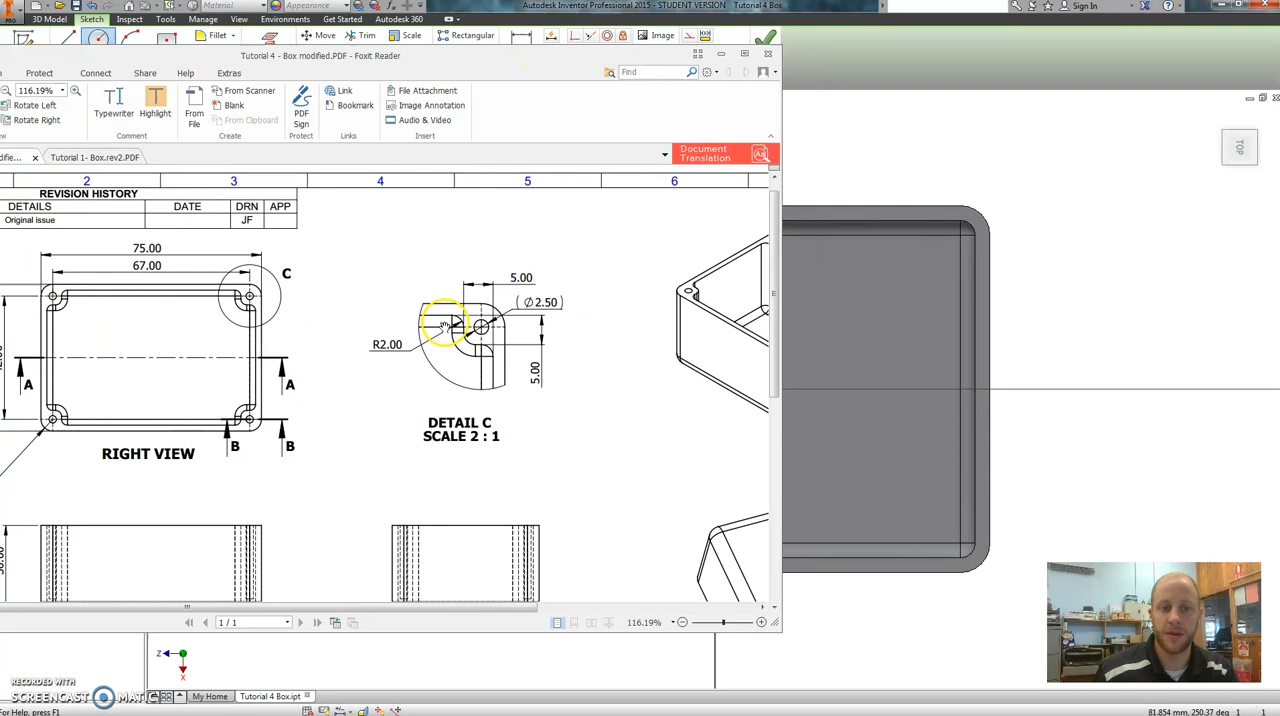 Material
Autodesk Inventor Professional 2015 - STUDENT VERSION    Tutorial 4 Box
3D Model Sketch Inspect Tools Manage View Environments Get Started Autodesk 360
Sign In
Fillet Move Trim Scale Rectangular Image
Tutorial 4 - Box modified.PDF - Foxit Reader
Protect Connect Share Help Extras
Find
116.19%
Rotate Left
Rotate Right
Typewriter Highlight
Comment
From File
From Scanner
Blank
From Clipboard
Create
PDF Sign
Protect
Link
Bookmark
Links
File Attachment
Image Annotation
Audio & Video
Insert
Tutorial 1- Box.rev2.PDF
Document Translation
TOP
2 3 4 5 6
REVISION HISTORY
DETAILS DATE DRN APP
Original issue JF
75.00
67.00
C
A A
B B
RIGHT VIEW
5.00
( Ø 2.50 )
R2.00
5.00
DETAIL C
SCALE 2 : 1
1 / 1
116.19%
Z
X
RECORDED WITH
SCREENCAST MATIC
My Home Tutorial 4 Box.ipt
For Help, press F1
81.854 mm, 250.37 deg 1 1